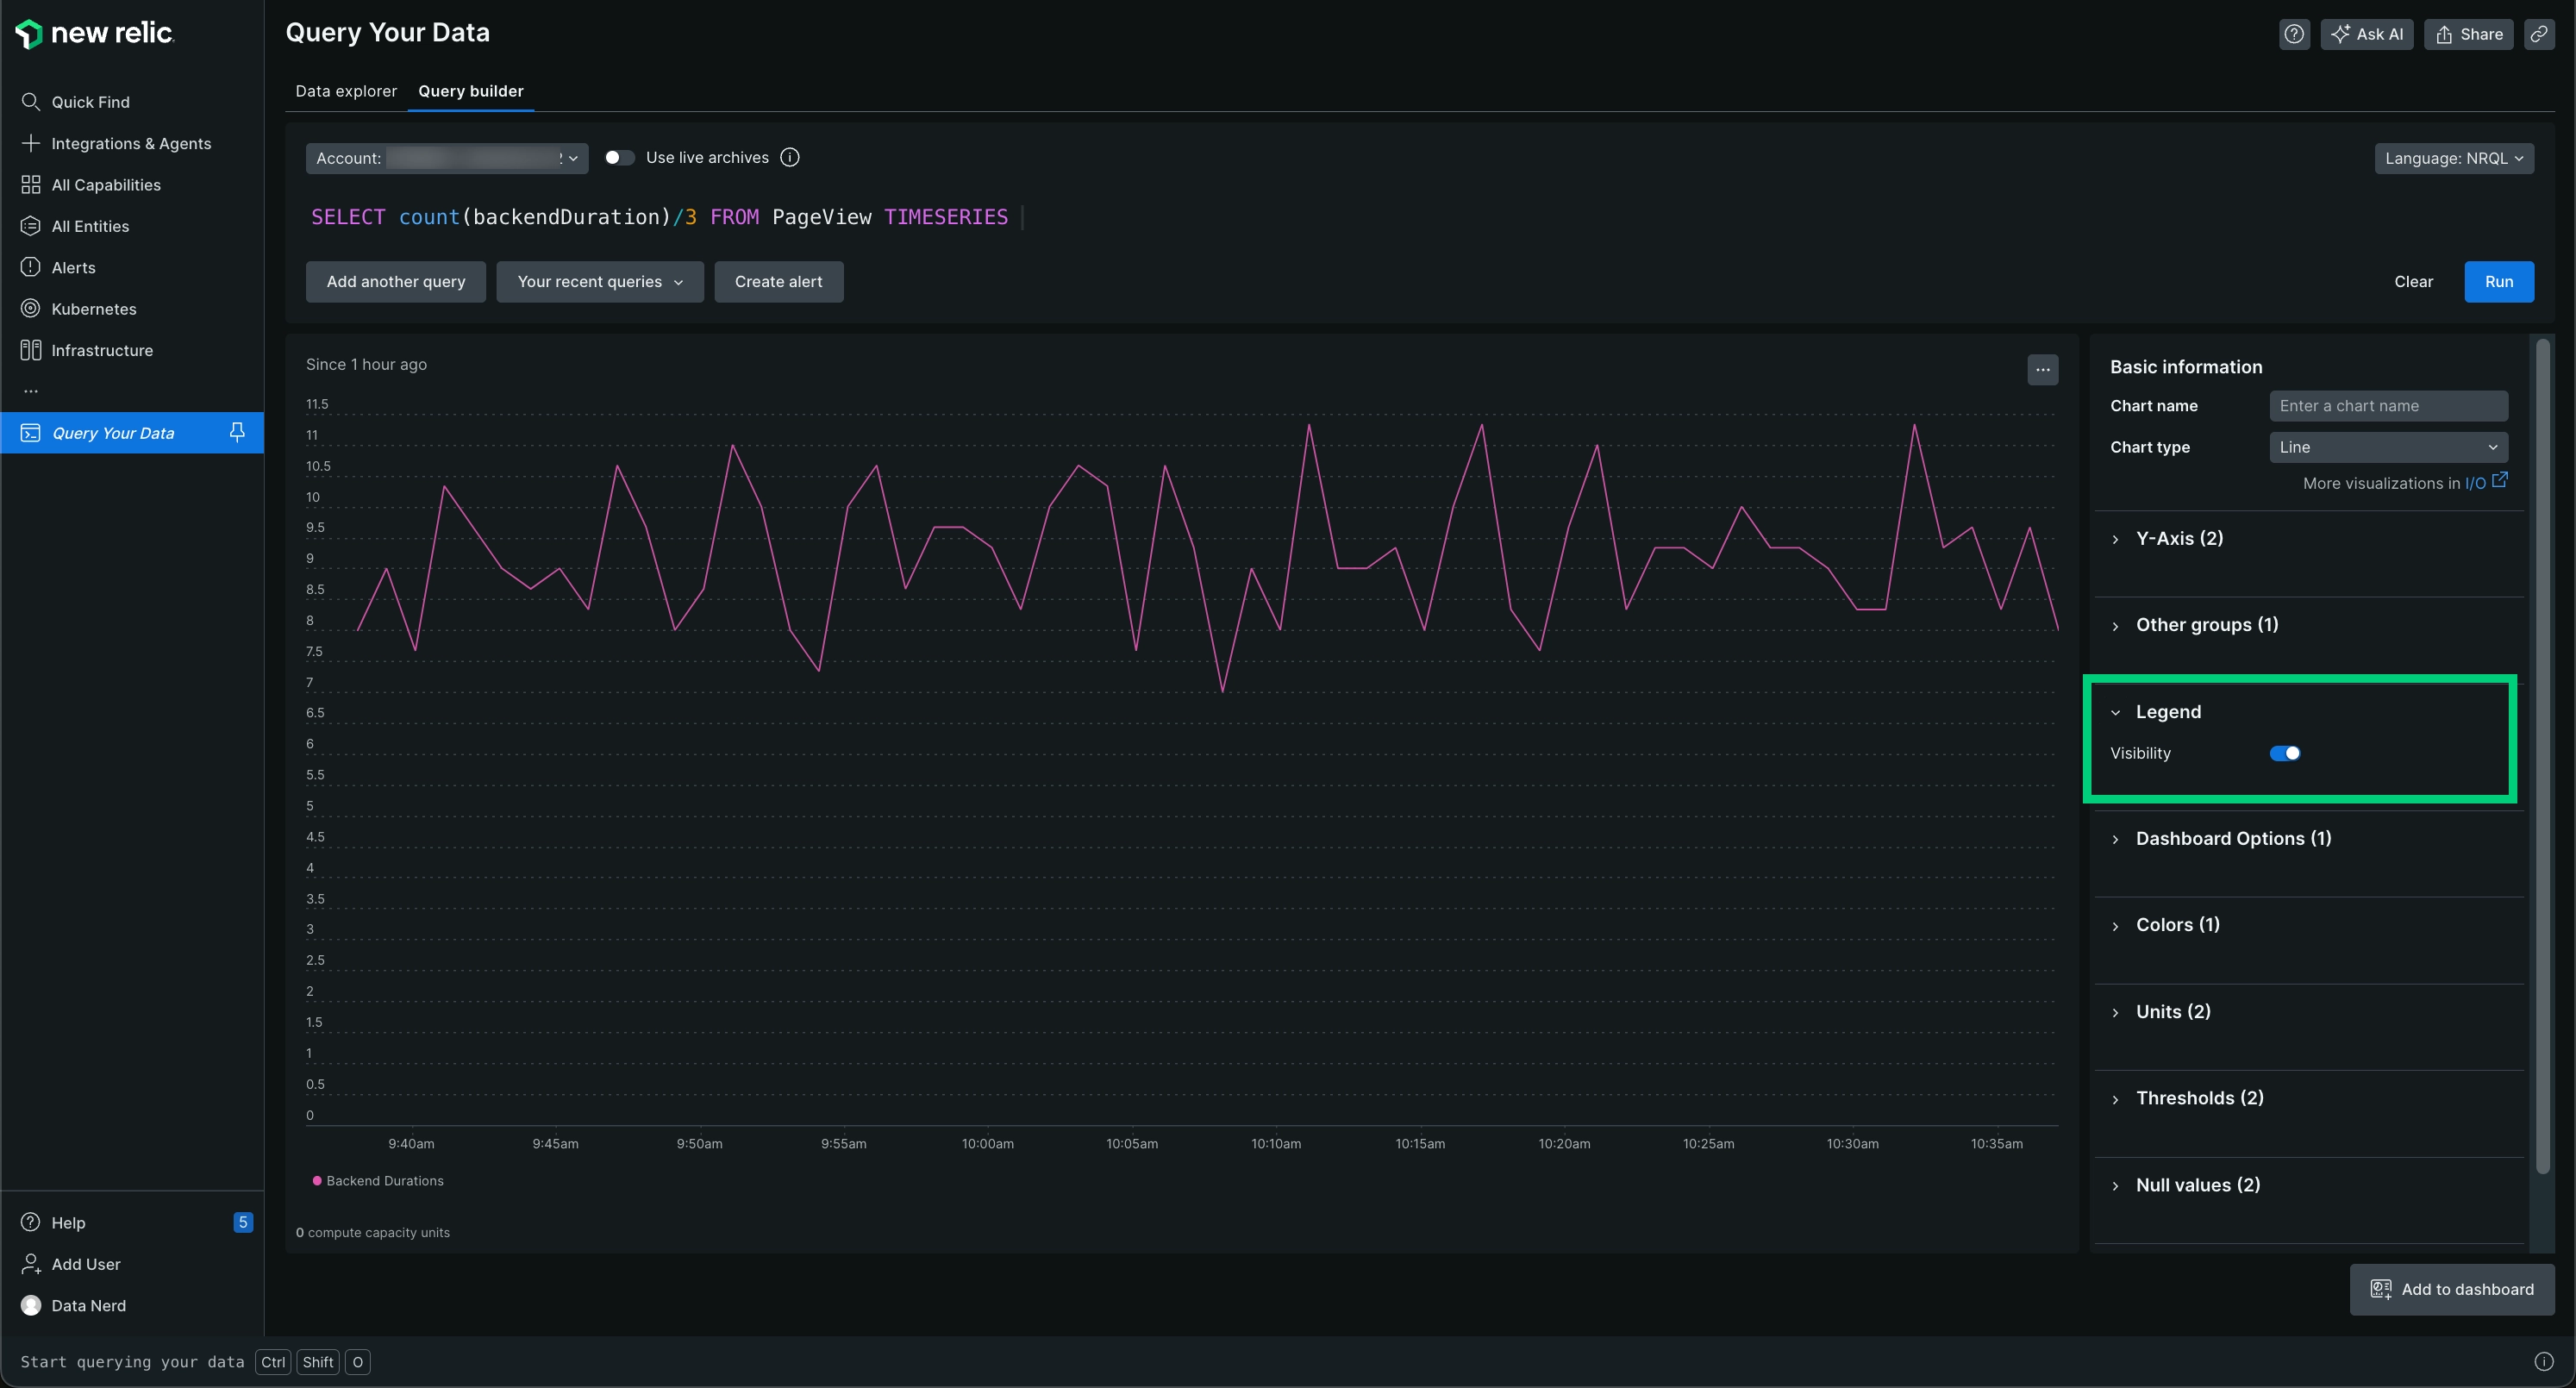 new relic
Quick Find
Integrations & Agents
All Capabilities
All Entities
Alerts
Kubernetes
Infrastructure
...
Query Your Data
Help 5
Add User
Data Nerd
Query Your Data
Ask AI
Share
Data explorer
Query builder
Account:
Use live archives
Language: NRQL
SELECT count(backendDuration)/3 FROM PageView TIMESERIES
Add another query
Your recent queries
Create alert
Clear
Run
Since 1 hour ago
...
11.5
11
10.5
10
9.5
9
8.5
8
7.5
7
6.5
6
5.5
5
4.5
4
3.5
3
2.5
2
1.5
1
0.5
0
9:40am 9:45am 9:50am 9:55am 10:00am 10:05am 10:10am 10:15am 10:20am 10:25am 10:30am 10:35am
Backend Durations
0 compute capacity units
Basic information
Chart name Enter a chart name
Chart type Line
More visualizations in I/O
Y-Axis (2)
Other groups (1)
Legend
Visibility
Dashboard Options (1)
Colors (1)
Units (2)
Thresholds (2)
Null values (2)
Add to dashboard
Start querying your data Ctrl Shift O